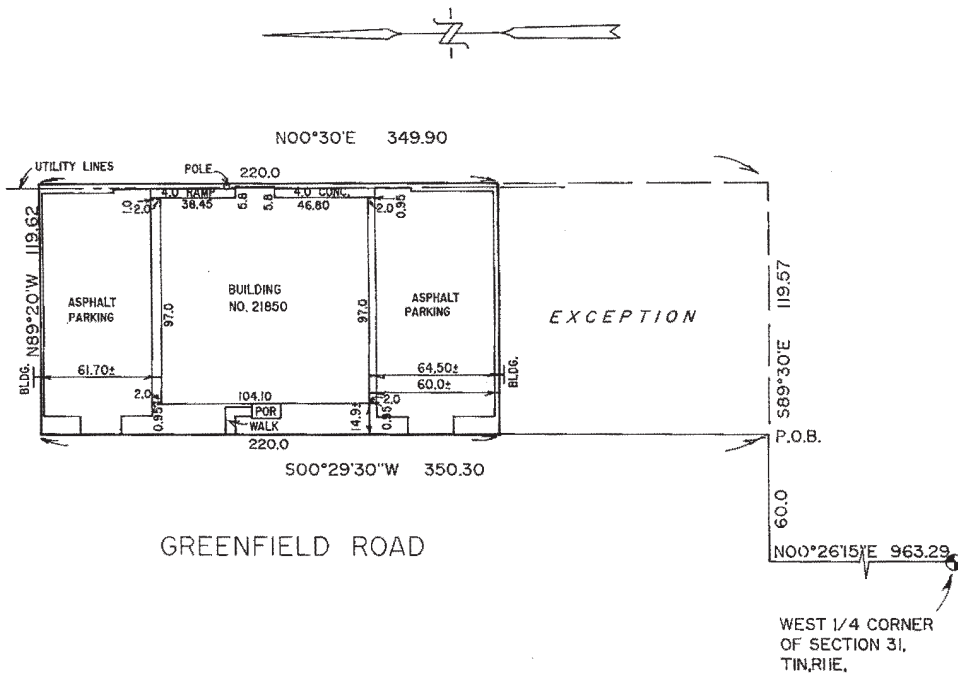 N
N00°30'E 349.90
UTILITY LINES
POLE
220.0
4.0 RAMP
4.0 CONC.
38.45
5.8
5.8
46.80
1.0
2.0
2.0
0.95
N89°20'W 119.62
ASPHALT
PARKING
97.0
BUILDING
NO. 21850
97.0
ASPHALT
PARKING
EXCEPTION
S89°30'E 119.57
BLDG.
61.70±
64.50±
60.0±
BLDG.
2.0
104.10
2.0
0.95
POR
WALK
14.9±
0.95
220.0
P.O.B.
S00°29'30"W 350.30
60.0
GREENFIELD ROAD
N00°26'15"E 963.29
WEST 1/4 CORNER
OF SECTION 31,
T1N,R11E,